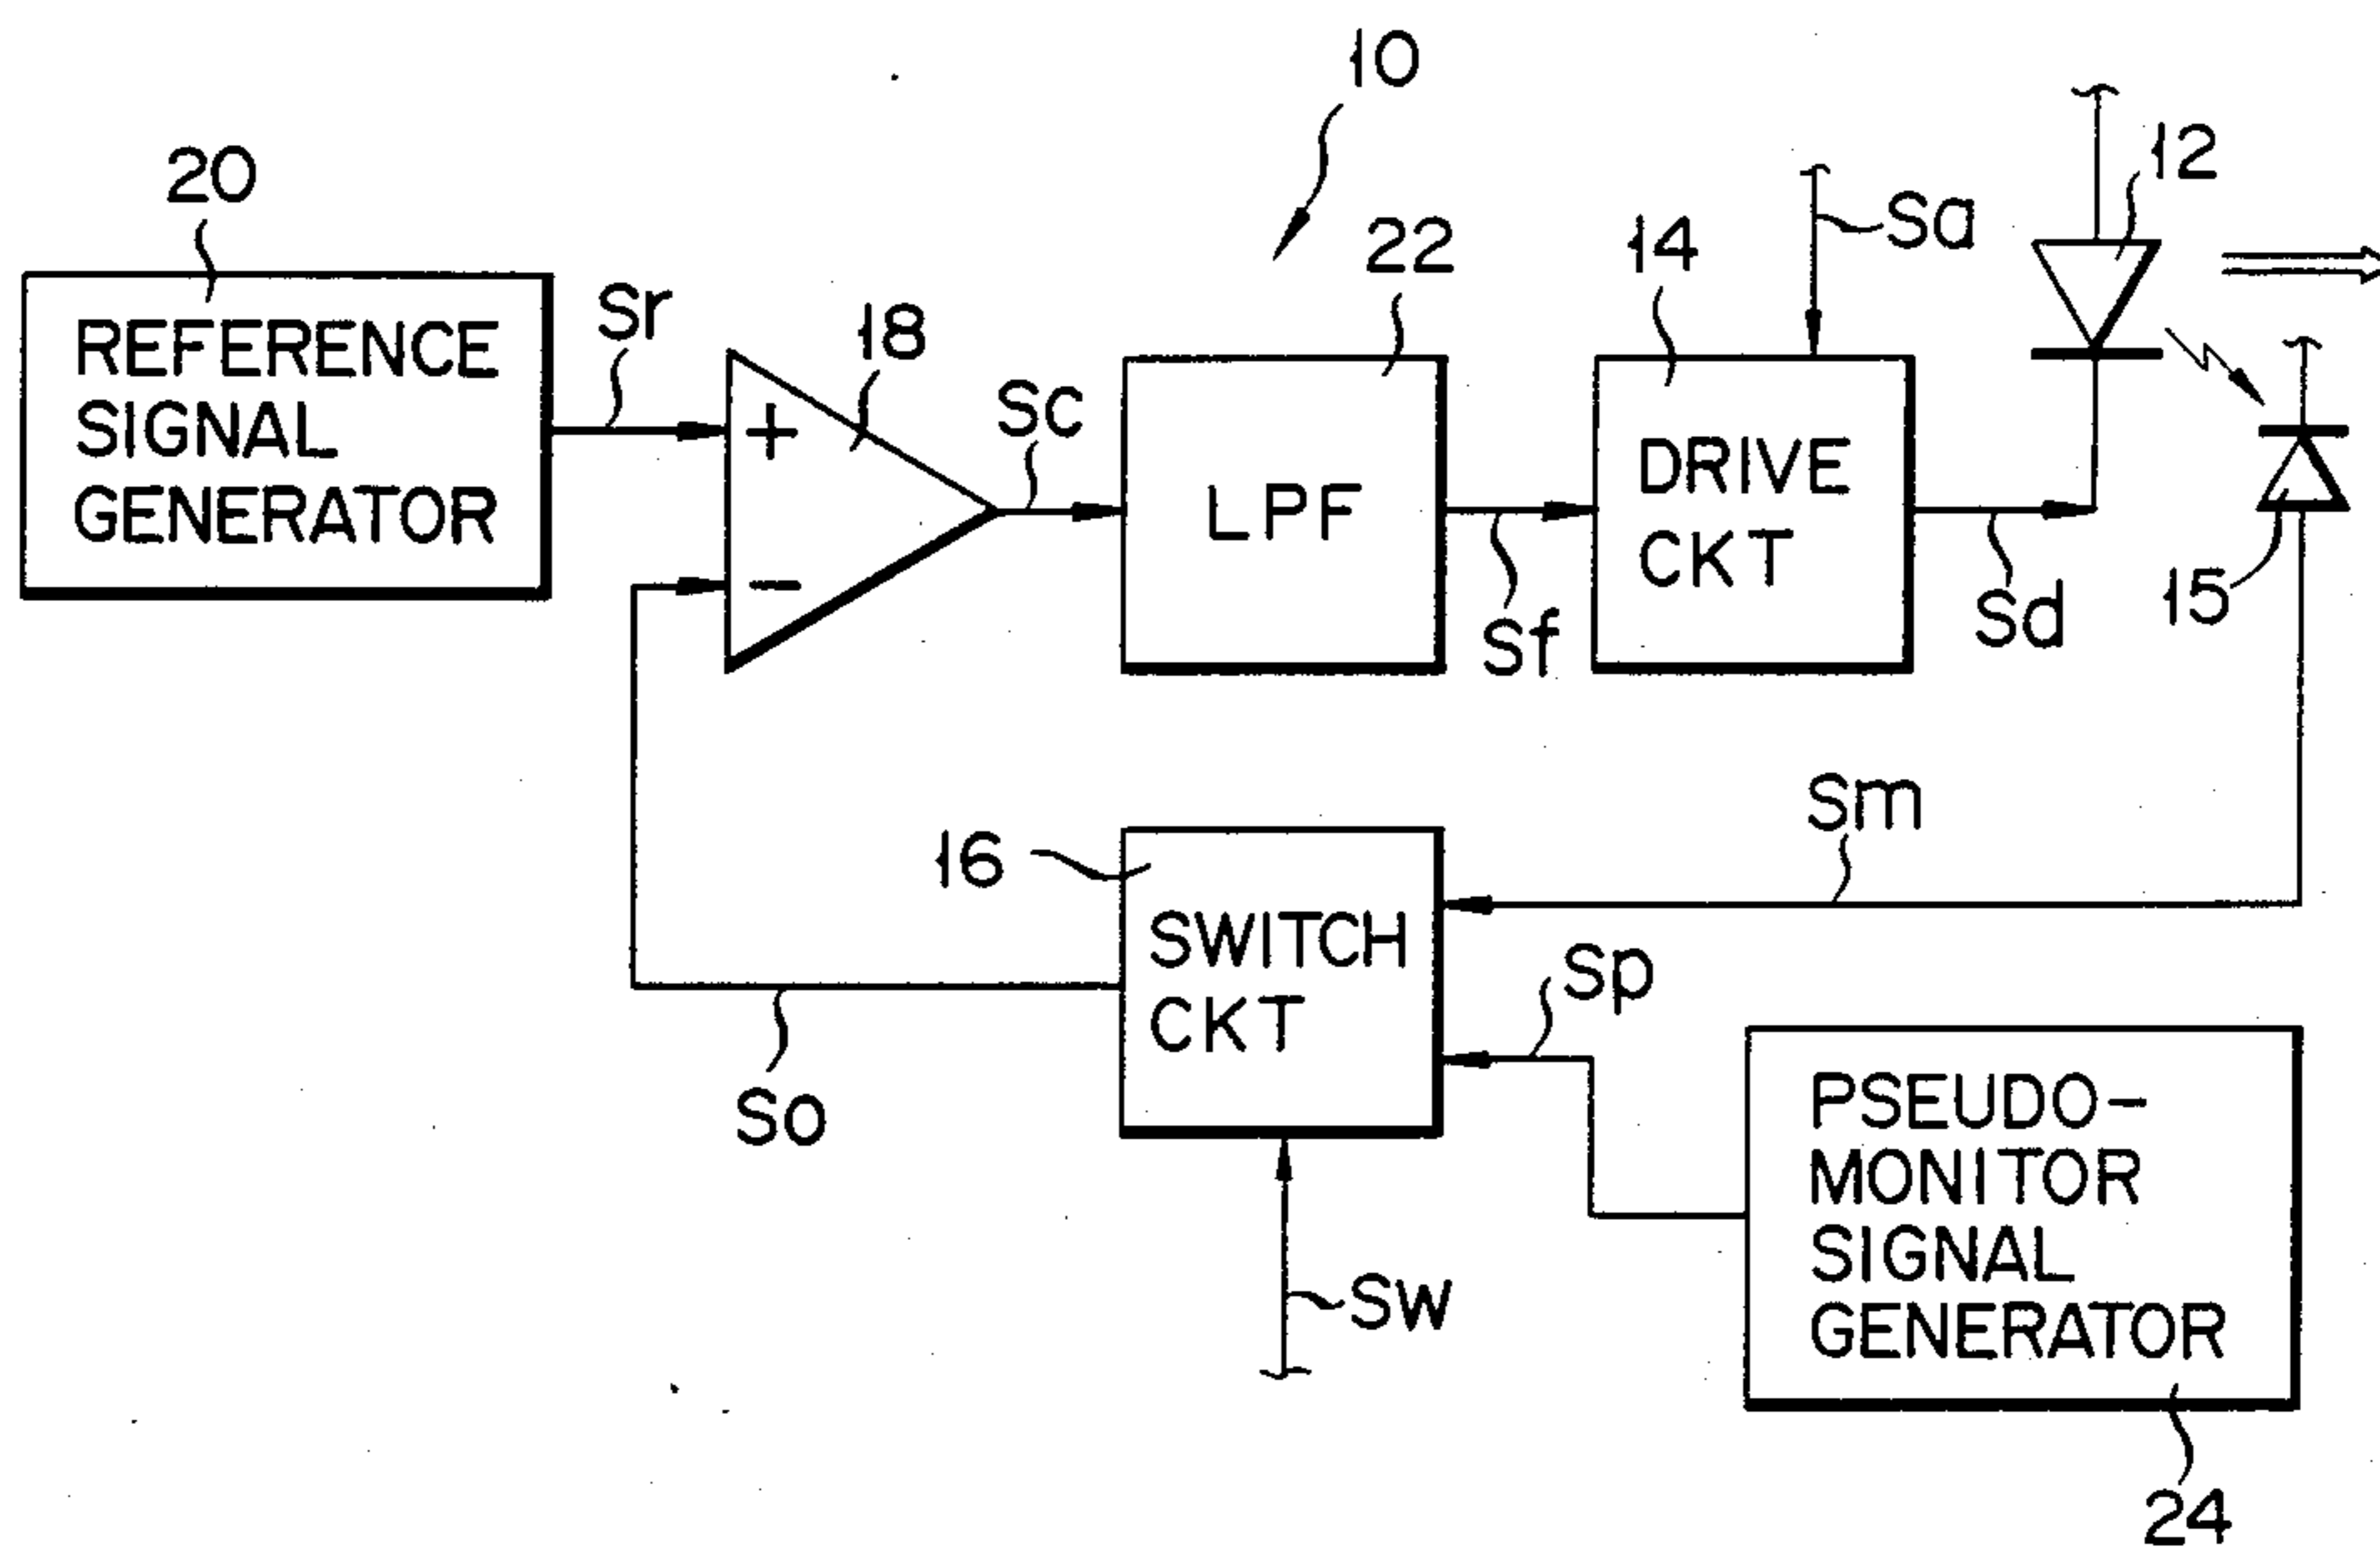 10
12
20
Sa
22
14
Sr
18
REFERENCE
SIGNAL
GENERATOR
+
Sc
LPF
DRIVE
CKT
−
Sf
Sd
15
Sm
16
SWITCH
CKT
Sp
So
PSEUDO-
MONITOR
SIGNAL
GENERATOR
Sw
24